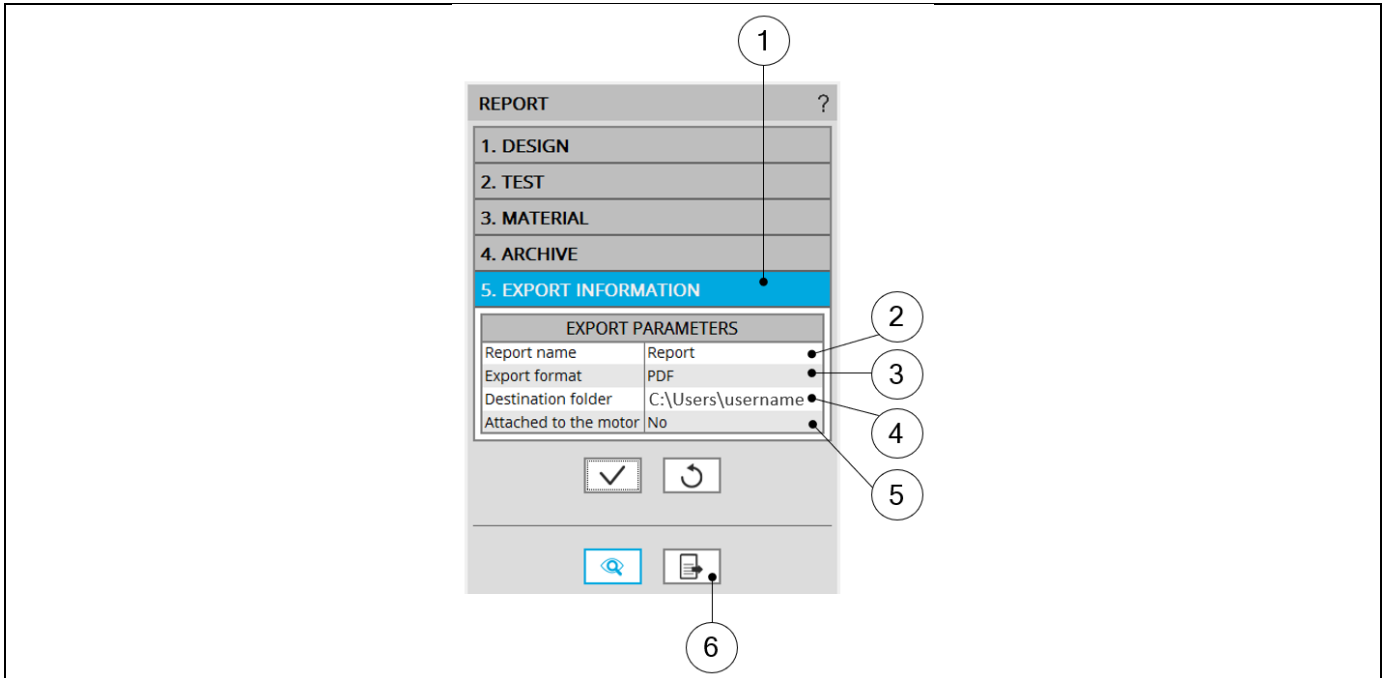 1
REPORT ?
1. DESIGN
2. TEST
3. MATERIAL
4. ARCHIVE
5. EXPORT INFORMATION
EXPORT PARAMETERS
2
Report name Report
Export format PDF
3
Destination folder C:\Users\username
4
Attached to the motor No
5
6